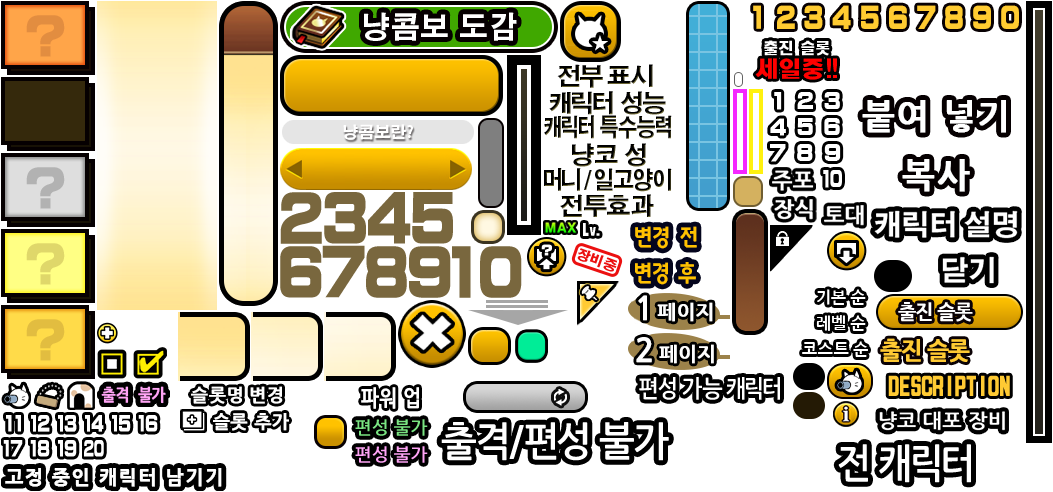 ?
?
?
?
냥콤보 도감
냥콤보란?
2345
678910
전부 표시
캐릭터 성능
캐릭터 특수능력
냥코 성
머니/일고양이
전투효과
MAX Lv.
장비중
1234567890
출진 슬롯
세일중!!
1 2 3
4 5 6
7 8 9
주포 10
장식
토대
붙여 넣기
복사
캐릭터 설명
닫기
변경 전
변경 후
1 페이지
2 페이지
편성 가능 캐릭터
기본 순
레벨 순
코스트 순
출진 슬롯
출진 슬롯
DESCRIPTION
냥코 대포 장비
전 캐릭터
출격 불가
11 12 13 14 15 16
17 18 19 20
고정 중인 캐릭터 남기기
슬롯명 변경
슬롯 추가
파워 업
편성 불가
편성 불가
출격/편성 불가